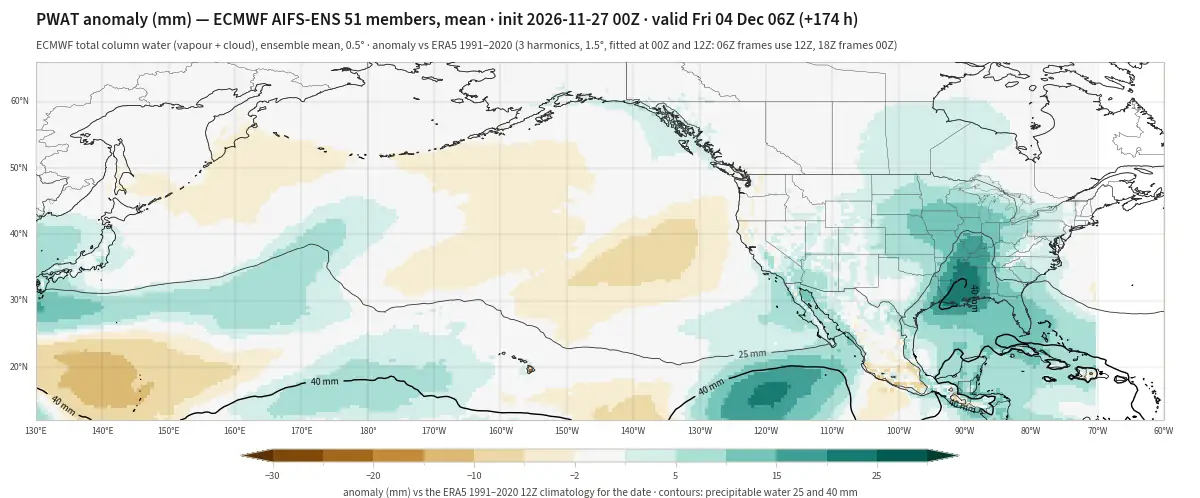 PWAT anomaly (mm) — ECMWF AIFS-ENS 51 members, mean · init 2026-11-27 00Z · valid Fri 04 Dec 06Z (+174 h)
ECMWF total column water (vapour + cloud), ensemble mean, 0.5° · anomaly vs ERA5 1991–2020 (3 harmonics, 1.5°, fitted at 00Z and 12Z: 06Z frames use 12Z, 18Z frames 00Z)
60°N
50°N
40°N
30°N
20°N
40 mm
40 mm
25 mm
40 mm
40 mm
40 mm
130°E 140°E 150°E 160°E 170°E 180° 170°W 160°W 150°W 140°W 130°W 120°W 110°W 100°W 90°W 80°W 70°W 60°W
−30 −20 −10 −2 5 15 25
anomaly (mm) vs the ERA5 1991–2020 12Z climatology for the date · contours: precipitable water 25 and 40 mm